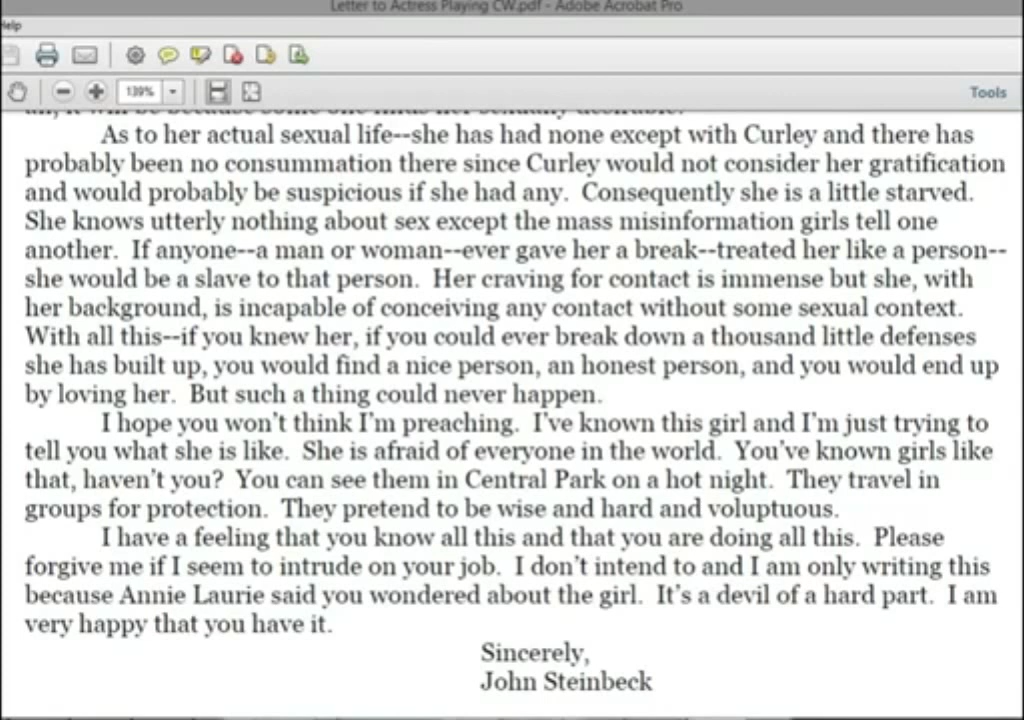 Letter to Actress Playing CW.pdf - Adobe Acrobat Pro
Help
139%
Tools
As to her actual sexual life--she has had none except with Curley and there has
probably been no consummation there since Curley would not consider her gratification
and would probably be suspicious if she had any.  Consequently she is a little starved.
She knows utterly nothing about sex except the mass misinformation girls tell one
another.  If anyone--a man or woman--ever gave her a break--treated her like a person--
she would be a slave to that person.  Her craving for contact is immense but she, with
her background, is incapable of conceiving any contact without some sexual context.
With all this--if you knew her, if you could ever break down a thousand little defenses
she has built up, you would find a nice person, an honest person, and you would end up
by loving her.  But such a thing could never happen.
I hope you won't think I'm preaching.  I've known this girl and I'm just trying to
tell you what she is like.  She is afraid of everyone in the world.  You've known girls like
that, haven't you?  You can see them in Central Park on a hot night.  They travel in
groups for protection.  They pretend to be wise and hard and voluptuous.
I have a feeling that you know all this and that you are doing all this.  Please
forgive me if I seem to intrude on your job.  I don't intend to and I am only writing this
because Annie Laurie said you wondered about the girl.  It's a devil of a hard part.  I am
very happy that you have it.
Sincerely,
John Steinbeck